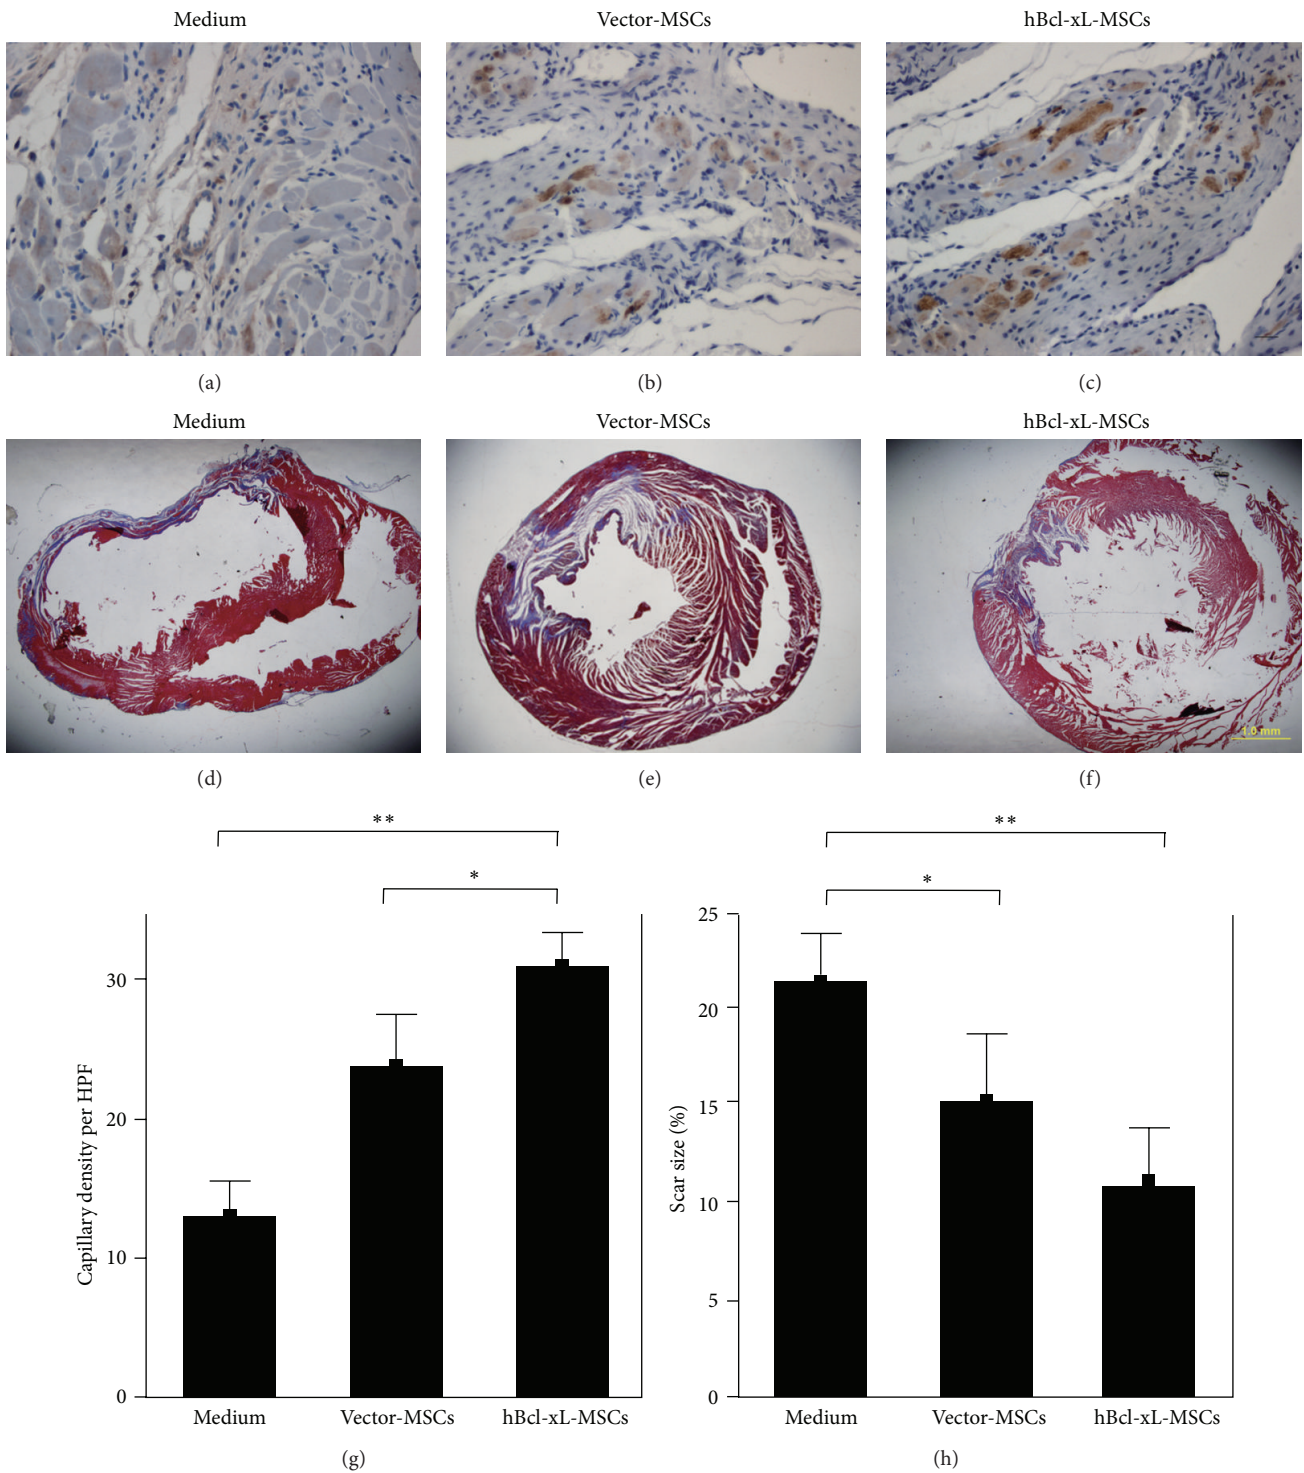 Medium
Vector-MSCs
hBcl-xL-MSCs
(a)
(b)
(c)
Medium
Vector-MSCs
hBcl-xL-MSCs
1.0 mm
(d)
(e)
(f)
**
*
30
20
10
0
Capillary density per HPF
Medium
Vector-MSCs
hBcl-xL-MSCs
(g)
**
*
25
20
15
10
5
0
Scar size (%)
Medium
Vector-MSCs
hBcl-xL-MSCs
(h)